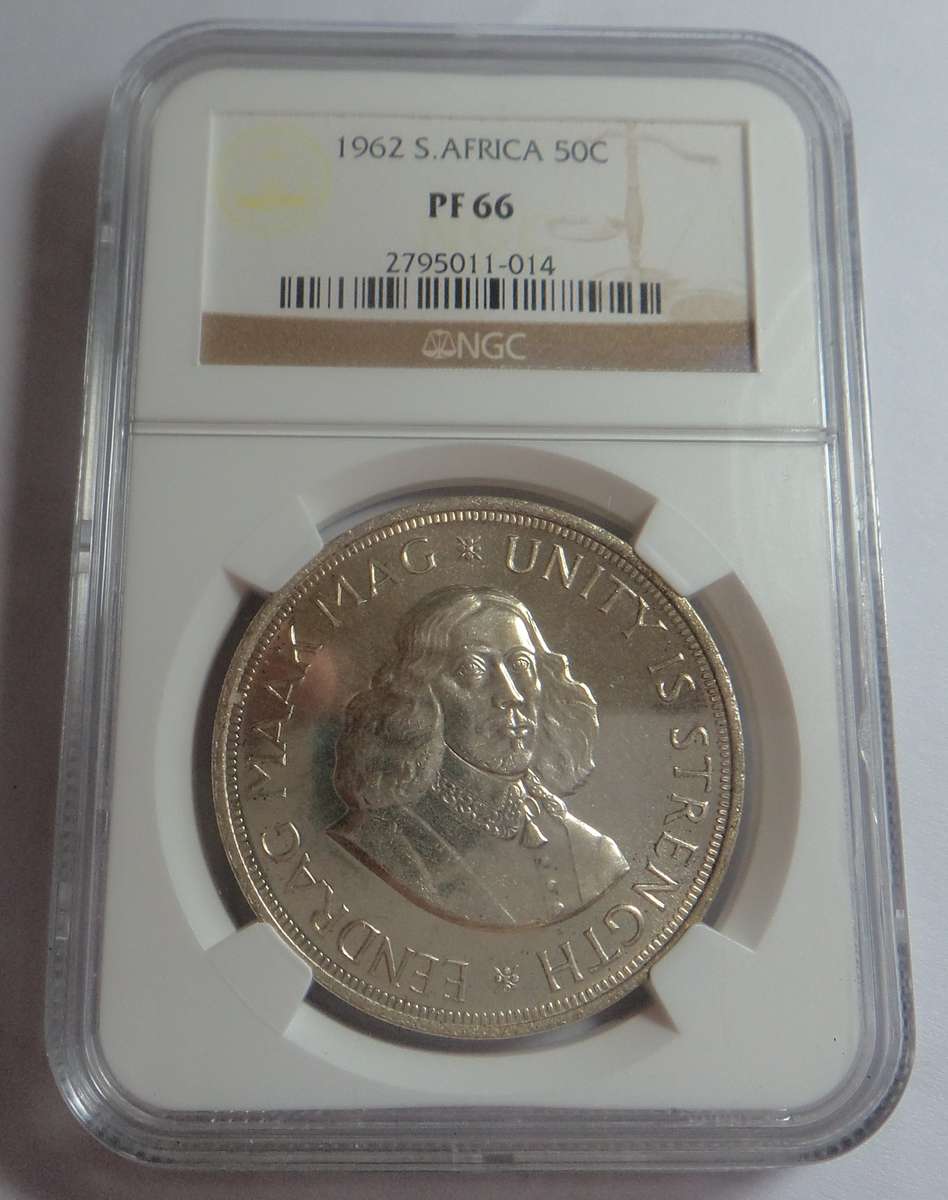 1962 S.AFRICA 50C
PF 66
2795011-014
NGC
EENDRAG MAAK MAG * UNITY IS STRENGTH *